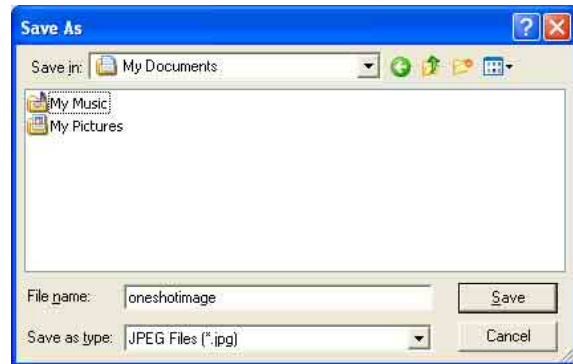 Save As
Save in: My Documents
My Music
My Pictures
File name: oneshotimage Save
Save as type: JPEG Files (*.jpg) Cancel